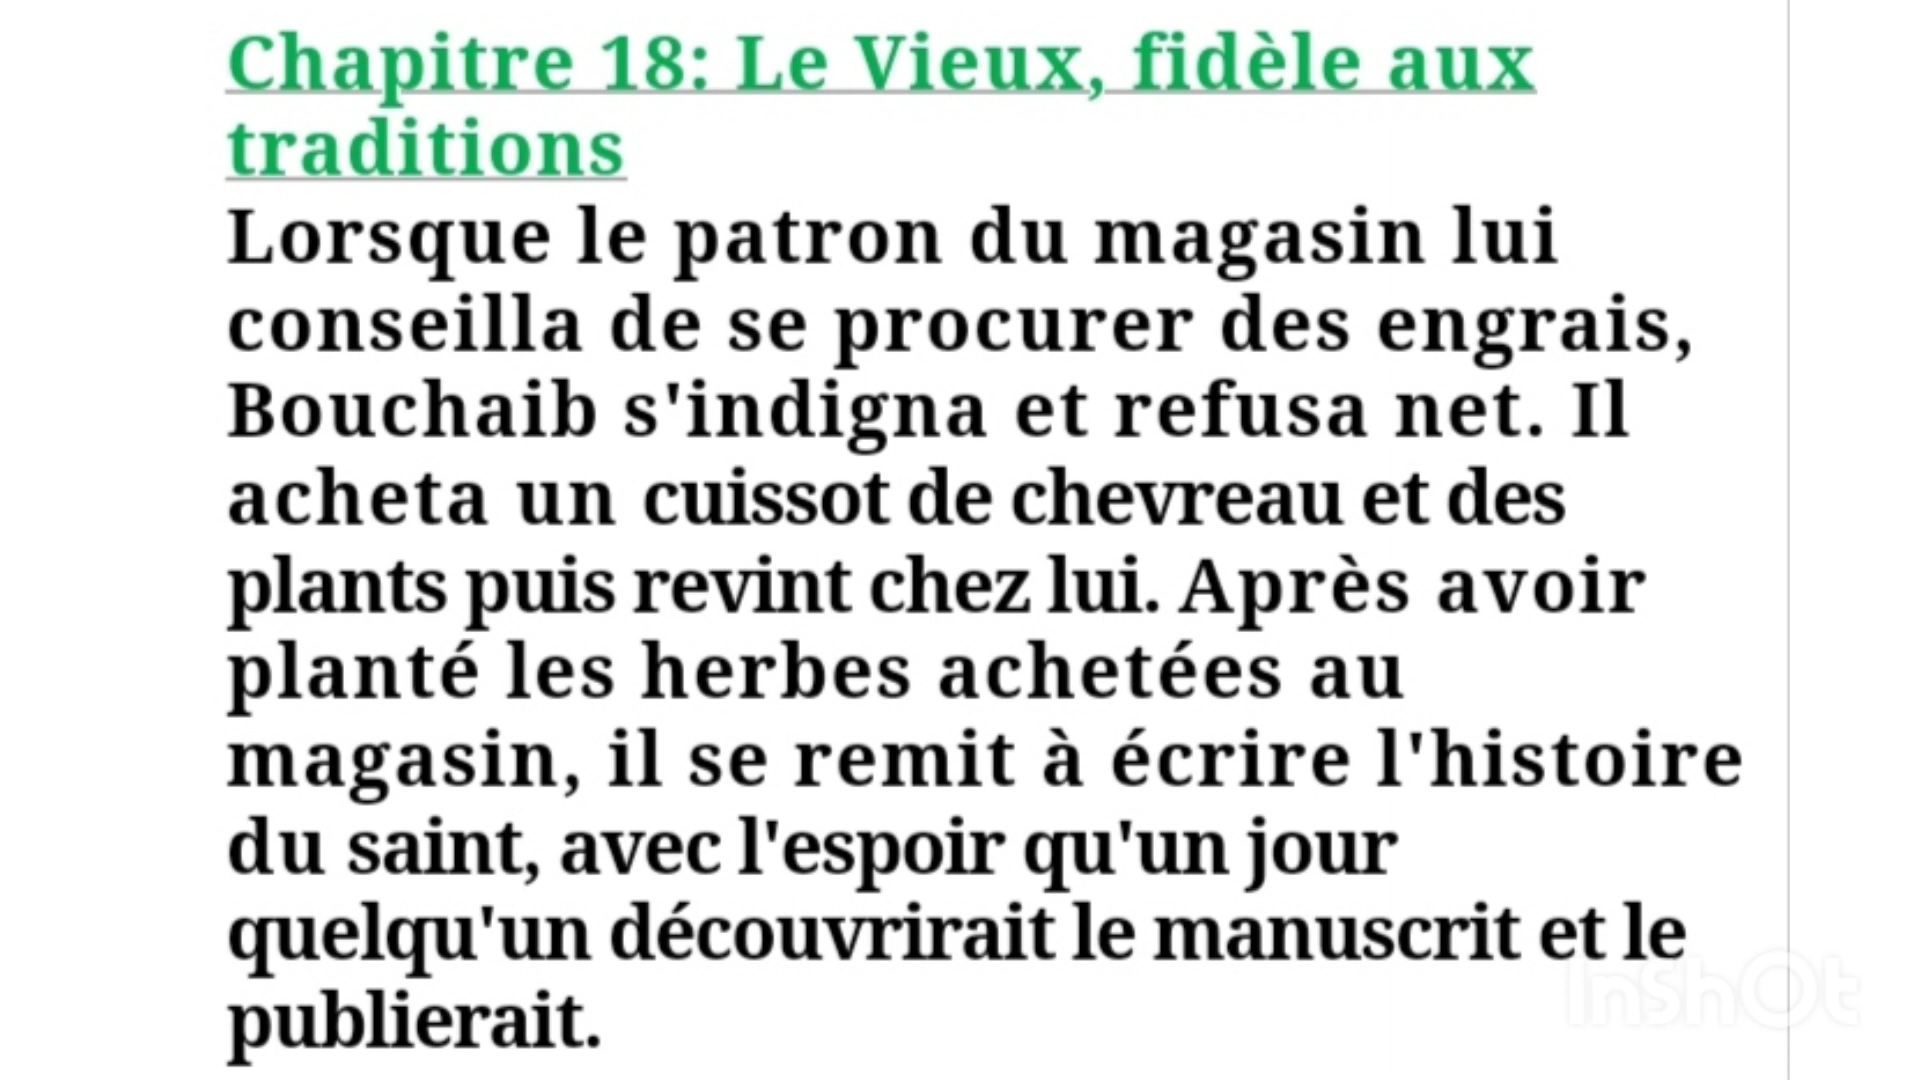 Chapitre 18: Le Vieux, fidèle aux
traditions
Lorsque le patron du magasin lui
conseilla de se procurer des engrais,
Bouchaib s'indigna et refusa net. Il
acheta un cuissot de chevreau et des
plants puis revint chez lui. Après avoir
planté les herbes achetées au
magasin, il se remit à écrire l'histoire
du saint, avec l'espoir qu'un jour
quelqu'un découvrirait le manuscrit et le
publierait.
InShOt